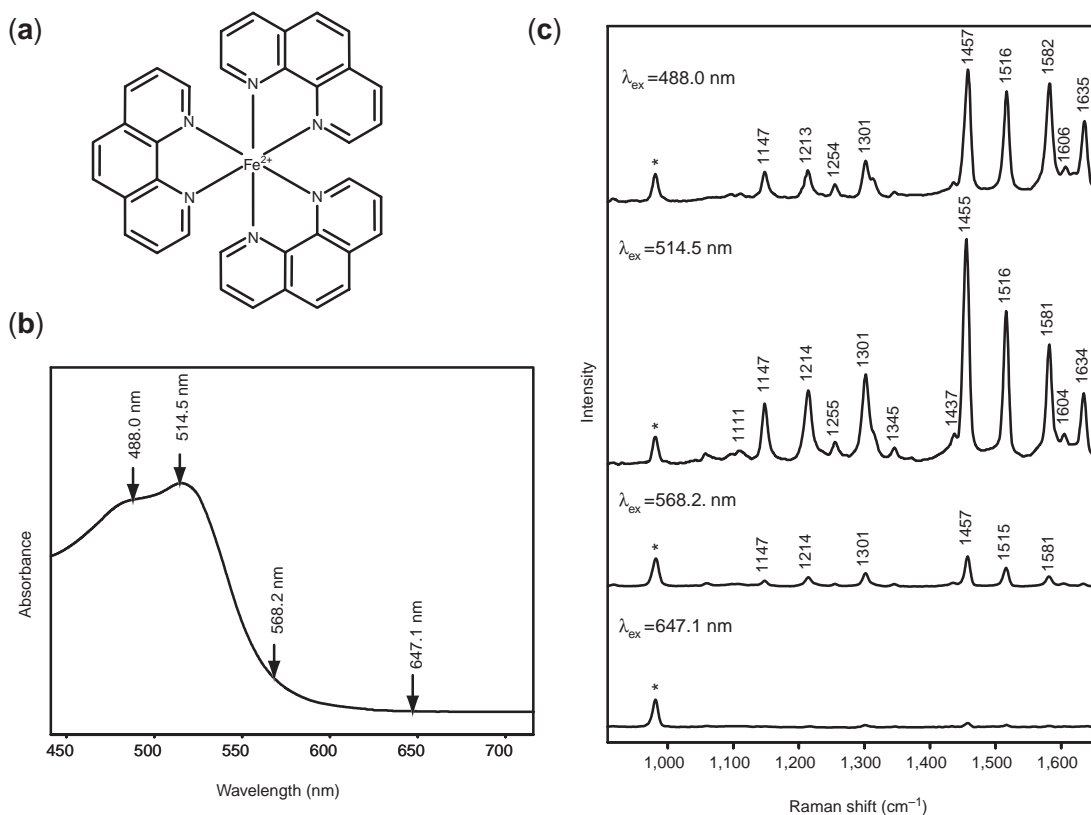 (a)
N
N
N
N
N
N
Fe2+
(b)
488.0 nm
514.5 nm
568.2 nm
647.1 nm
Absorbance
450 500 550 600 650 700
Wavelength (nm)
(c)
λex=488.0 nm
*
1147
1213
1254
1301
1457
1516
1582
1606
1635
λex=514.5 nm
*
1111
1147
1214
1255
1301
1345
1437
1455
1516
1581
1604
1634
λex=568.2. nm
*
1147
1214
1301
1457
1515
1581
λex=647.1 nm
*
Intensity
1,000 1,100 1,200 1,300 1,400 1,500 1,600
Raman shift (cm–1)